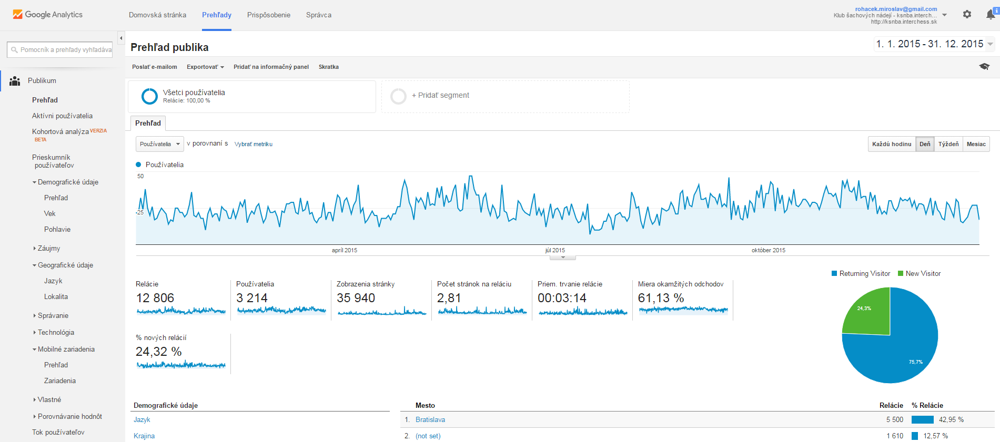 Google Analytics
Domovská stránka
Prehľady
Prispôsobenie
Správca
rohacek.miroslav@gmail.com
Klub šachových nádejí - ksnba.interch...
http://ksnba.interchess.sk
i
Pomocník a prehľady vyhľadáva
Publikum
Prehľad
Aktívni používatelia
Kohortová analýza VERZIA
BETA
Prieskumník
používateľov
Demografické údaje
Prehľad
Vek
Pohlavie
Záujmy
Geografické údaje
Jazyk
Lokalita
Správanie
Technológia
Mobilné zariadenia
Prehľad
Zariadenia
Vlastné
Porovnávanie hodnôt
Tok používateľov
Prehľad publika
1. 1. 2015 - 31. 12. 2015
Poslať e-mailom
Exportovať
Pridať na informačný panel
Skratka
Všetci používatelia
Relácie: 100,00 %
+ Pridať segment
Prehľad
Používatelia
v porovnaní s
Vybrať metriku
Každú hodinu
Deň
Týždeň
Mesiac
Používatelia
50
25
apríl 2015
júl 2015
október 2015
Relácie
12 806
Používatelia
3 214
Zobrazenia stránky
35 940
Počet stránok na reláciu
2,81
Priem. trvanie relácie
00:03:14
Miera okamžitých odchodov
61,13 %
% nových relácií
24,32 %
Returning Visitor
New Visitor
24,3%
75,7%
Demografické údaje
Jazyk
Krajina
Mesto
Relácie
% Relácie
1. Bratislava
5 500
42,95 %
2. (not set)
1 610
12,57 %